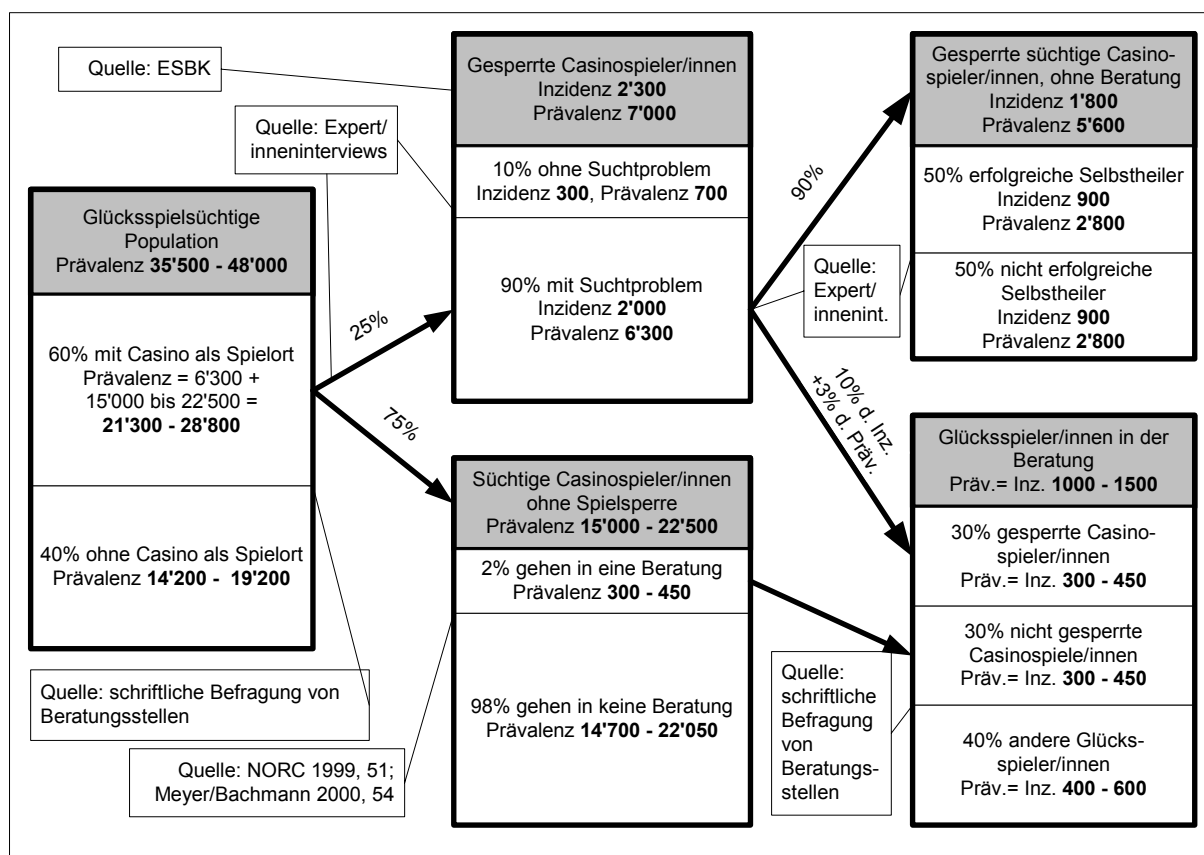 Quelle: ESBK
Quelle: Expert/
inneninterviews
Glücksspielsüchtige
Population
Prävalenz 35'500 - 48'000
60% mit Casino als Spielort
Prävalenz = 6'300 +
15'000 bis 22'500 =
21'300 - 28'800
40% ohne Casino als Spielort
Prävalenz 14'200 - 19'200
Quelle: schriftliche Befragung von
Beratungsstellen
25%
75%
Gesperrte Casinospieler/innen
Inzidenz 2'300
Prävalenz 7'000
10% ohne Suchtproblem
Inzidenz 300, Prävalenz 700
90% mit Suchtproblem
Inzidenz 2'000
Prävalenz 6'300
Süchtige Casinospieler/innen
ohne Spielsperre
Prävalenz 15'000 - 22'500
2% gehen in eine Beratung
Prävalenz 300 - 450
98% gehen in keine Beratung
Prävalenz 14'700 - 22'050
Quelle: NORC 1999, 51;
Meyer/Bachmann 2000, 54
90%
10% d. Inz.
+3% d. Präv.
Quelle:
Expert/
innenint.
Gesperrte süchtige Casino-
spieler/innen, ohne Beratung
Inzidenz 1'800
Prävalenz 5'600
50% erfolgreiche Selbstheiler
Inzidenz 900
Prävalenz 2'800
50% nicht erfolgreiche
Selbstheiler
Inzidenz 900
Prävalenz 2'800
Glücksspieler/innen in der
Beratung
Präv.= Inz. 1000 - 1500
30% gesperrte Casino-
spieler/innen
Präv.= Inz. 300 - 450
30% nicht gesperrte
Casinospiele/innen
Präv.= Inz. 300 - 450
40% andere Glücks-
spieler/innen
Präv.= Inz. 400 - 600
Quelle:
schriftliche
Befragung
von
Beratungs-
stellen